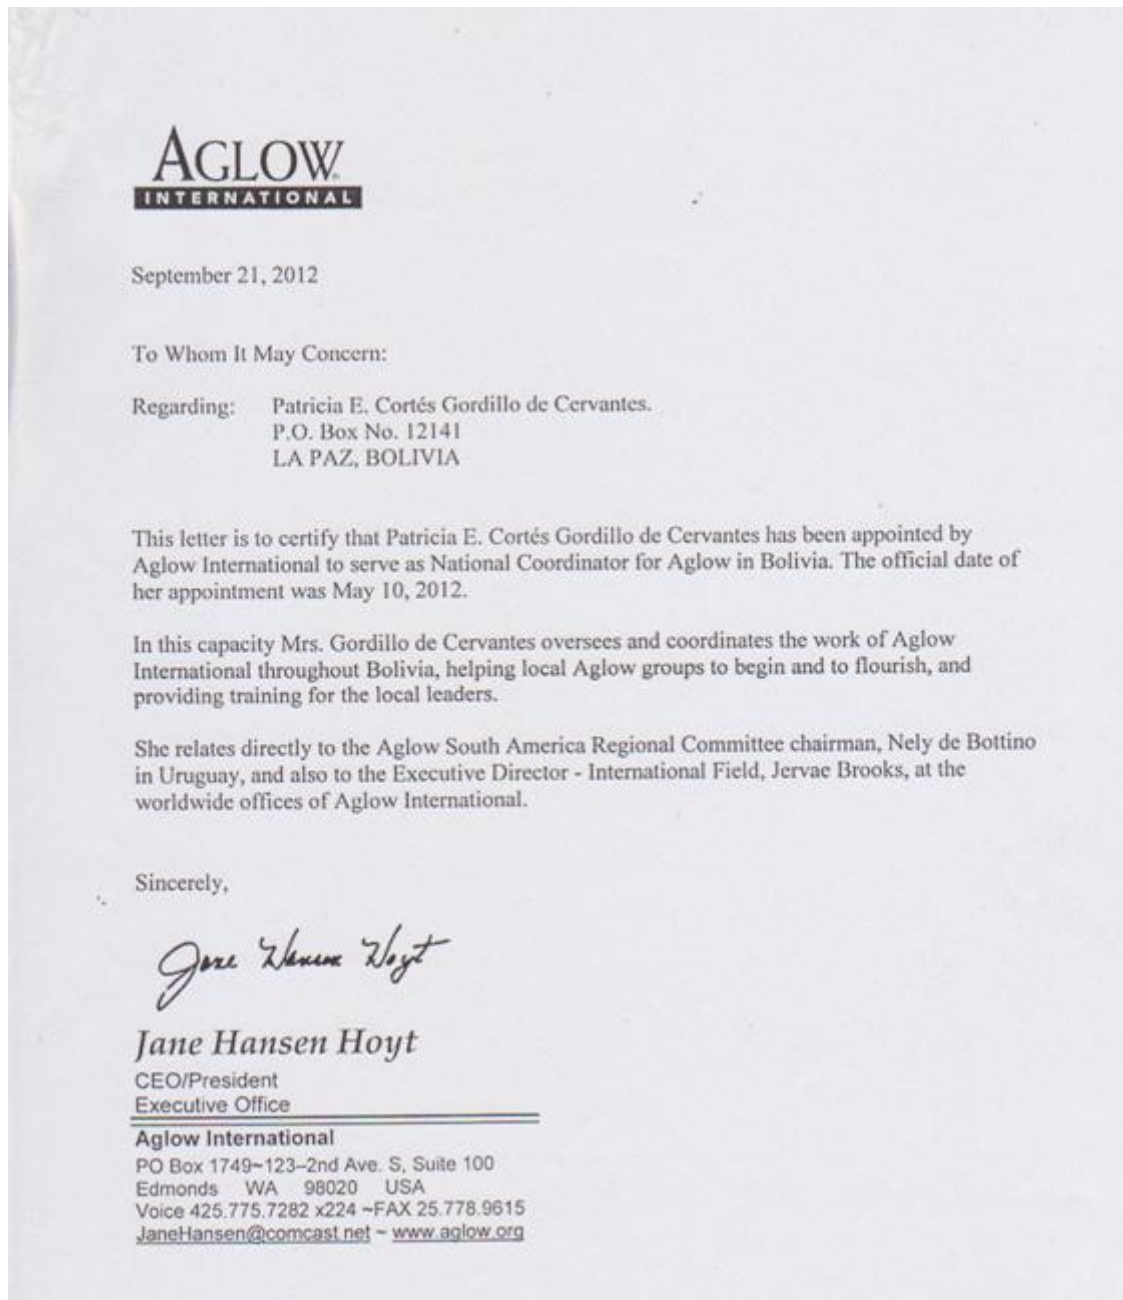 AGLOW
INTERNATIONAL
September 21, 2012
To Whom It May Concern:
Regarding: Patricia E. Cortés Gordillo de Cervantes.
P.O. Box No. 12141
LA PAZ, BOLIVIA
This letter is to certify that Patricia E. Cortés Gordillo de Cervantes has been appointed by
Aglow International to serve as National Coordinator for Aglow in Bolivia. The official date of
her appointment was May 10, 2012.
In this capacity Mrs. Gordillo de Cervantes oversees and coordinates the work of Aglow
International throughout Bolivia, helping local Aglow groups to begin and to flourish, and
providing training for the local leaders.
She relates directly to the Aglow South America Regional Committee chairman, Nely de Bottino
in Uruguay, and also to the Executive Director - International Field, Jervae Brooks, at the
worldwide offices of Aglow International.
Sincerely,
Jane Hansen Hoyt
Jane Hansen Hoyt
CEO/President
Executive Office
Aglow International
PO Box 1749~123–2nd Ave. S, Suite 100
Edmonds WA 98020 USA
Voice 425.775.7282 x224 ~FAX 25.778.9615
JaneHansen@comcast.net ~ www.aglow.org